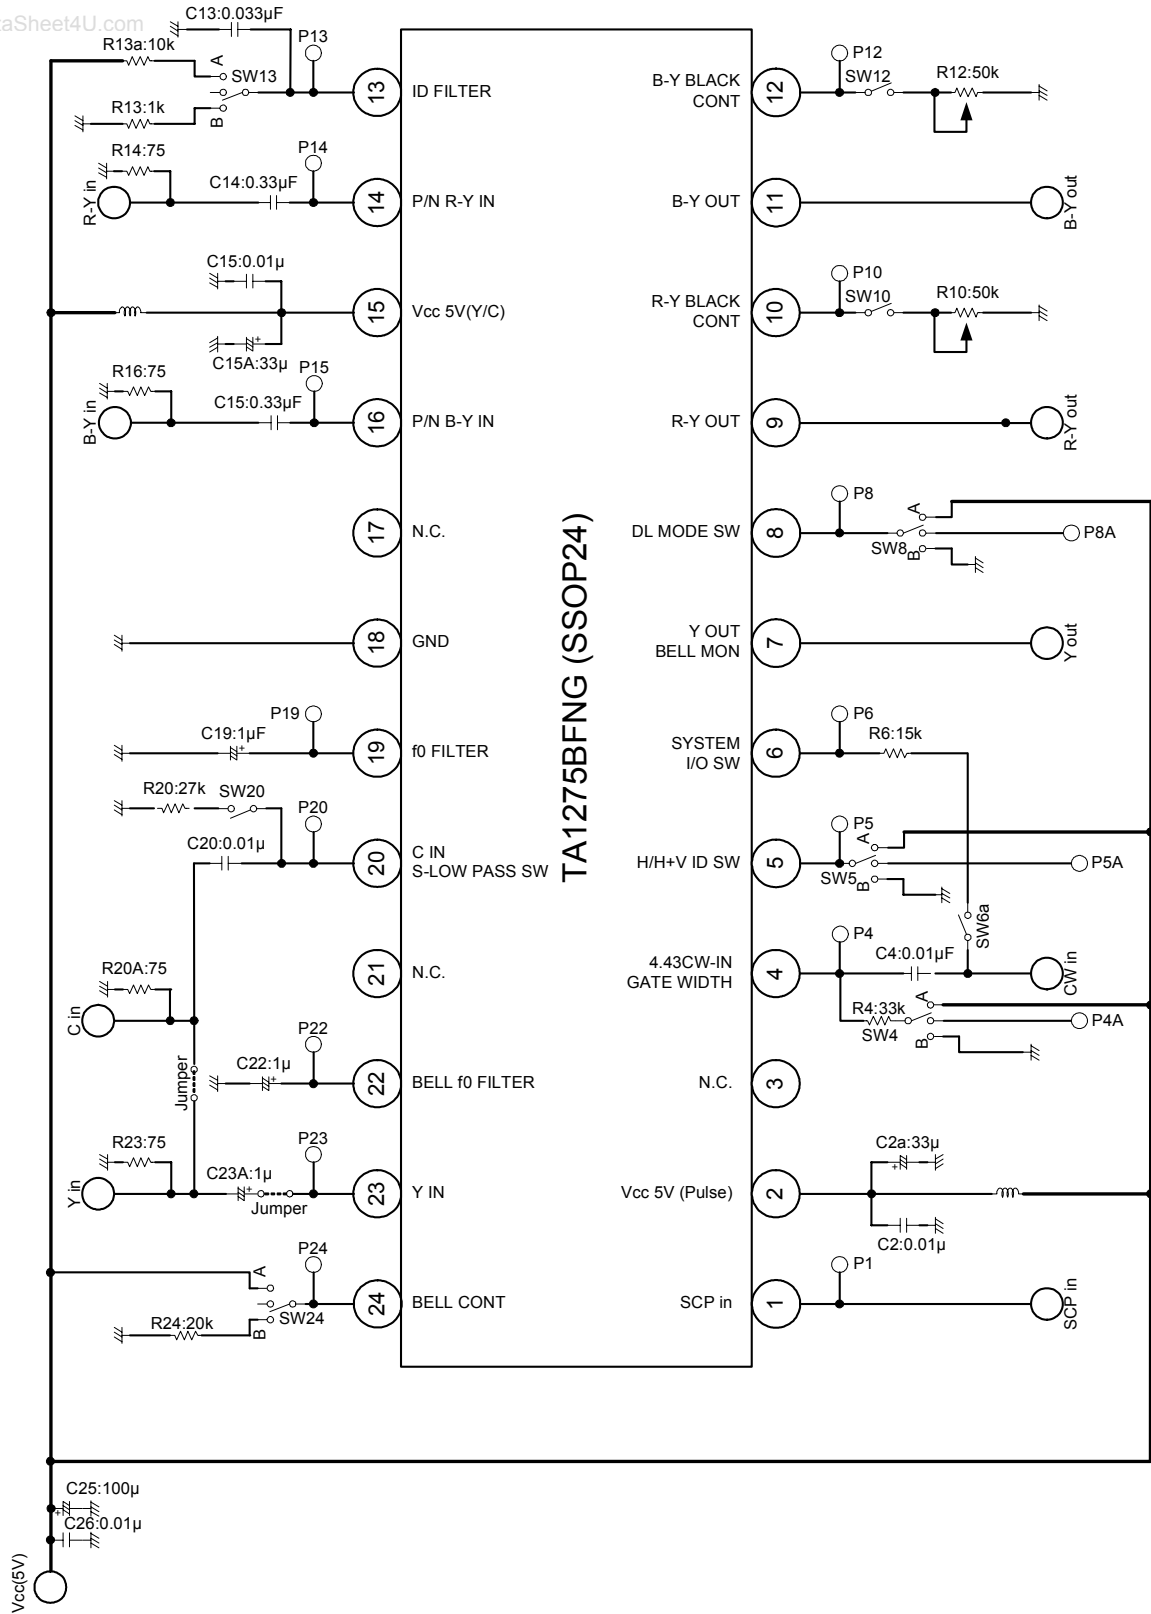 taSheet4U.com
C13:0.033µF
R13a:10k
A
SW13
P13
R13:1k
B
13
ID FILTER
R14:75
P14
C14:0.33µF
R-Y in
14
P/N R-Y IN
C15:0.01µ
15
Vcc 5V(Y/C)
C15A:33µ
+
R16:75
P15
C15:0.33µF
B-Y in
16
P/N B-Y IN
17
N.C.
18
GND
P19
C19:1µF
+
19
f0 FILTER
R20:27k
SW20
P20
C20:0.01µ
20
C IN
S-LOW PASS SW
R20A:75
C in
21
N.C.
Jumper
P22
C22:1µ
+
22
BELL f0 FILTER
R23:75
P23
C23A:1µ
+
Y in
Jumper
23
Y IN
P24
A
24
BELL CONT
SW24
R24:20k
B
TA1275BFNG (SSOP24)
B-Y BLACK
CONT
12
P12
SW12
R12:50k
B-Y OUT
11
B-Y out
R-Y BLACK
CONT
10
P10
SW10
R10:50k
R-Y OUT
9
R-Y out
DL MODE SW
8
P8
A
SW8
B
P8A
Y OUT
BELL MON
7
Y out
SYSTEM
I/O SW
6
P6
R6:15k
H/H+V ID SW
5
P5
A
SW5
B
P5A
SW6a
4.43CW-IN
GATE WIDTH
4
P4
C4:0.01µF
CW in
R4:33k
SW4
A
B
P4A
N.C.
3
Vcc 5V (Pulse)
2
C2a:33µ
+
C2:0.01µ
SCP in
1
P1
SCP in
C25:100µ
+
C26:0.01µ
Vcc(5V)